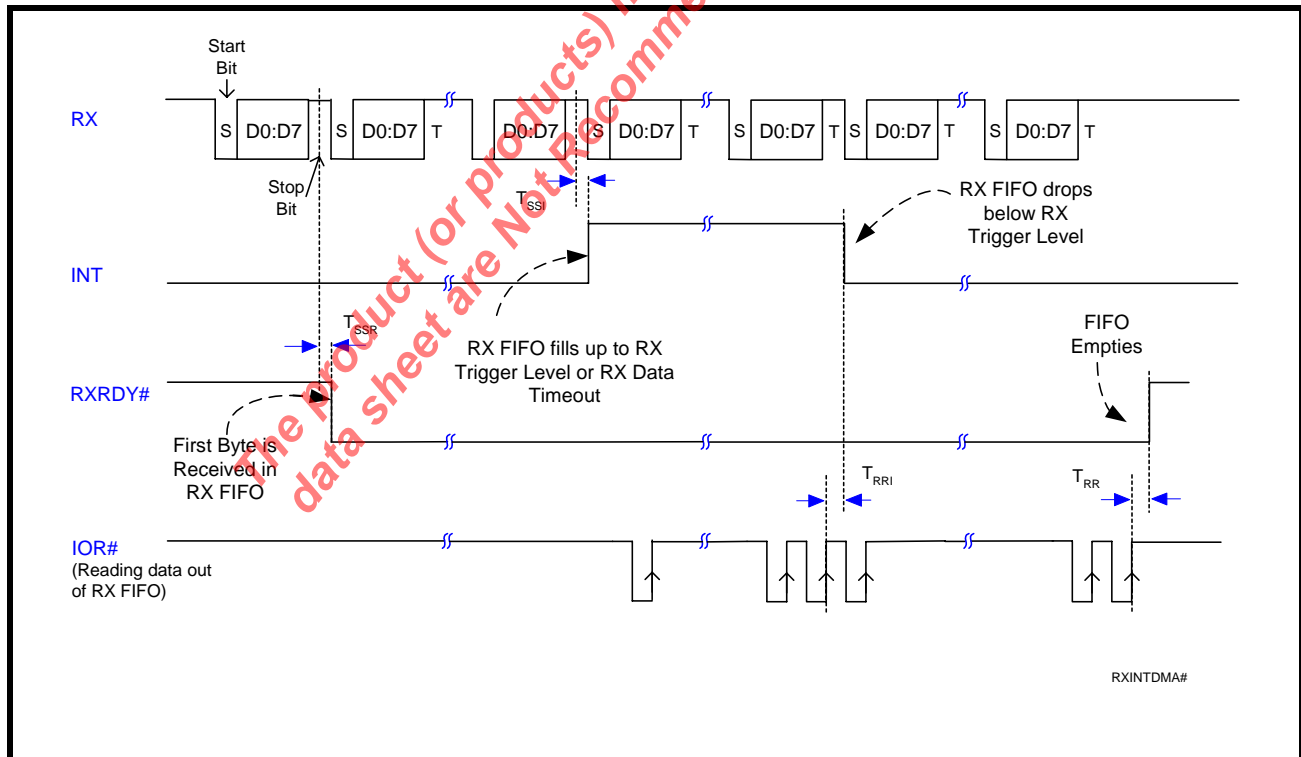 Start
Bit
RX
S D0:D7 S D0:D7 T D0:D7 S D0:D7 T S D0:D7 T S D0:D7 T S D0:D7 T
Stop
Bit
TSSI
RX FIFO drops
below RX
Trigger Level
INT
TSSR
RX FIFO fills up to RX
Trigger Level or RX Data
Timeout
FIFO
Empties
RXRDY#
First Byte is
Received in
RX FIFO
TRRI
TRR
IOR#
(Reading data out
of RX FIFO)
RXINTDMA#
The product (or products)
data sheet are Not Recomme